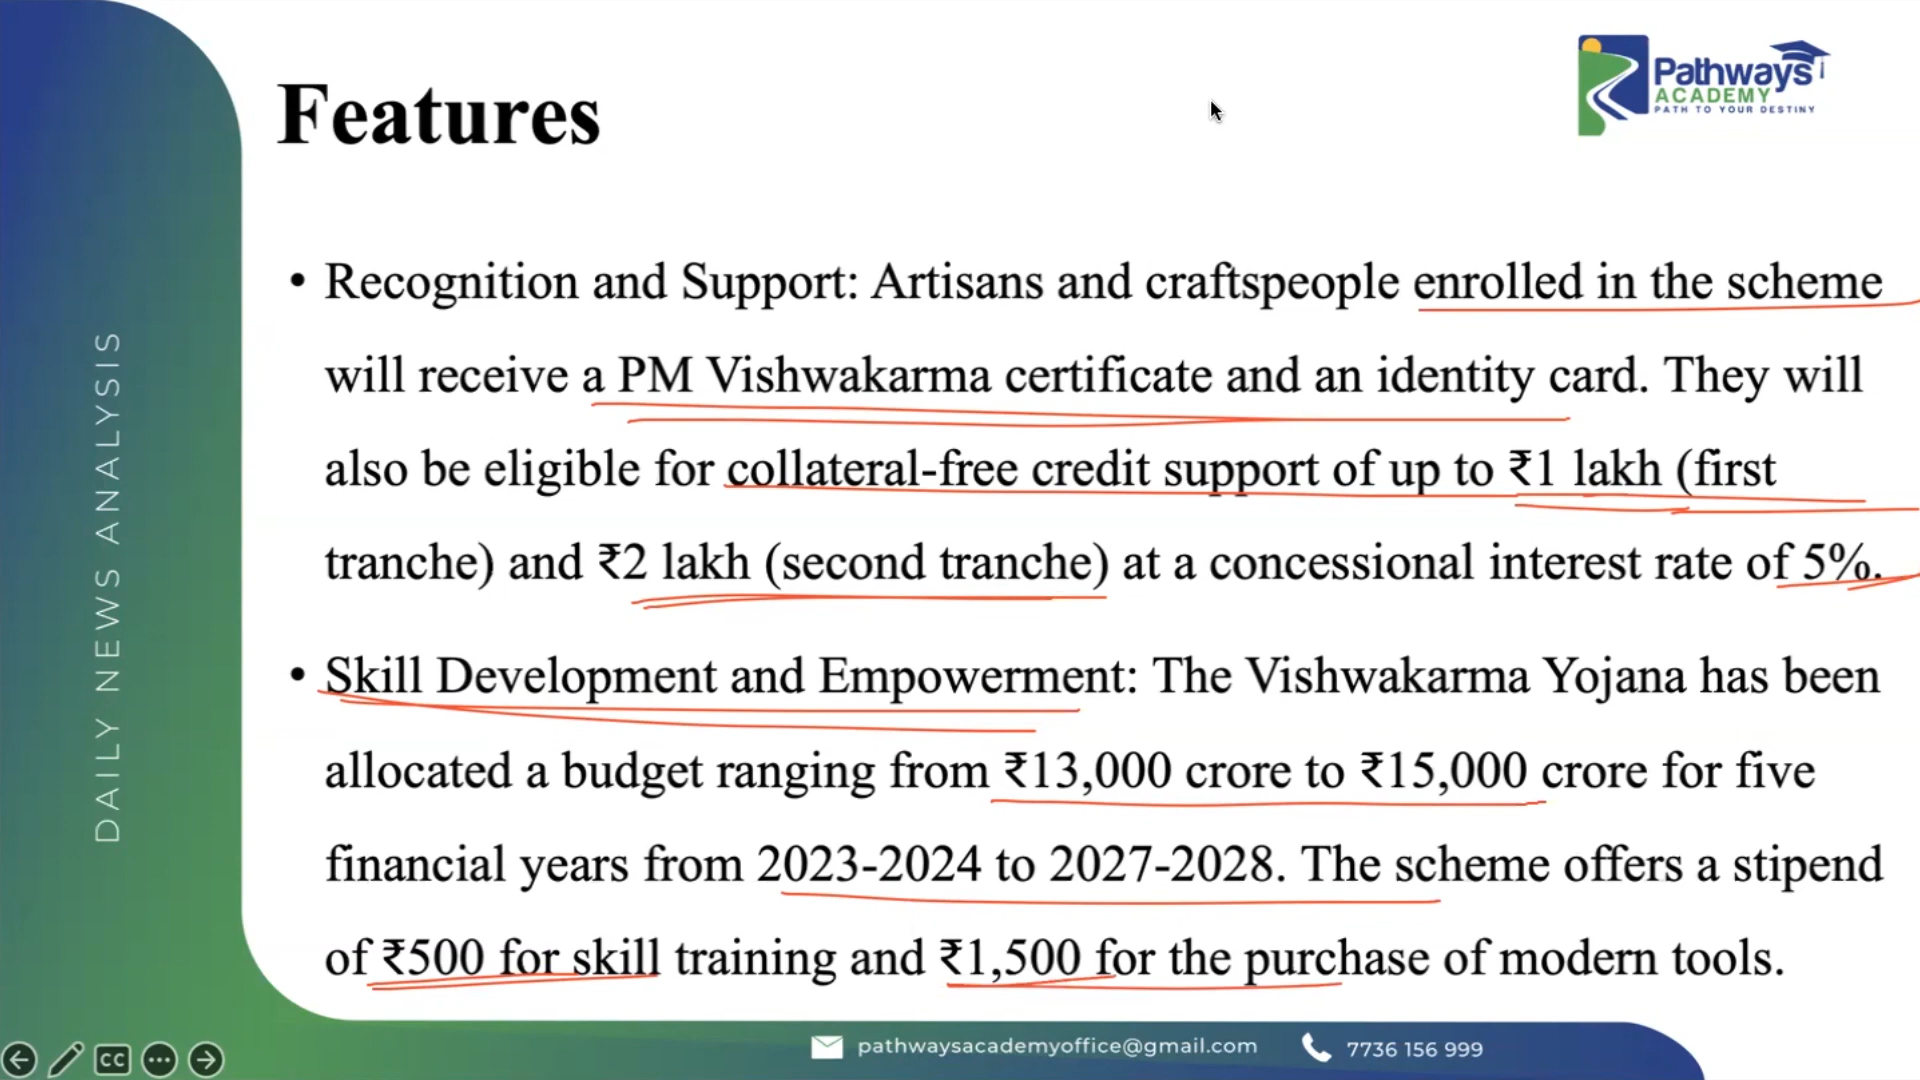 Features
Pathways
ACADEMY
PATH TO YOUR DESTINY
DAILY NEWS ANALYSIS
• Recognition and Support: Artisans and craftspeople enrolled in the scheme
will receive a PM Vishwakarma certificate and an identity card. They will
also be eligible for collateral-free credit support of up to ₹1 lakh (first
tranche) and ₹2 lakh (second tranche) at a concessional interest rate of 5%.
• Skill Development and Empowerment: The Vishwakarma Yojana has been
allocated a budget ranging from ₹13,000 crore to ₹15,000 crore for five
financial years from 2023-2024 to 2027-2028. The scheme offers a stipend
of ₹500 for skill training and ₹1,500 for the purchase of modern tools.
CC
pathwaysacademyoffice@gmail.com
7736 156 999